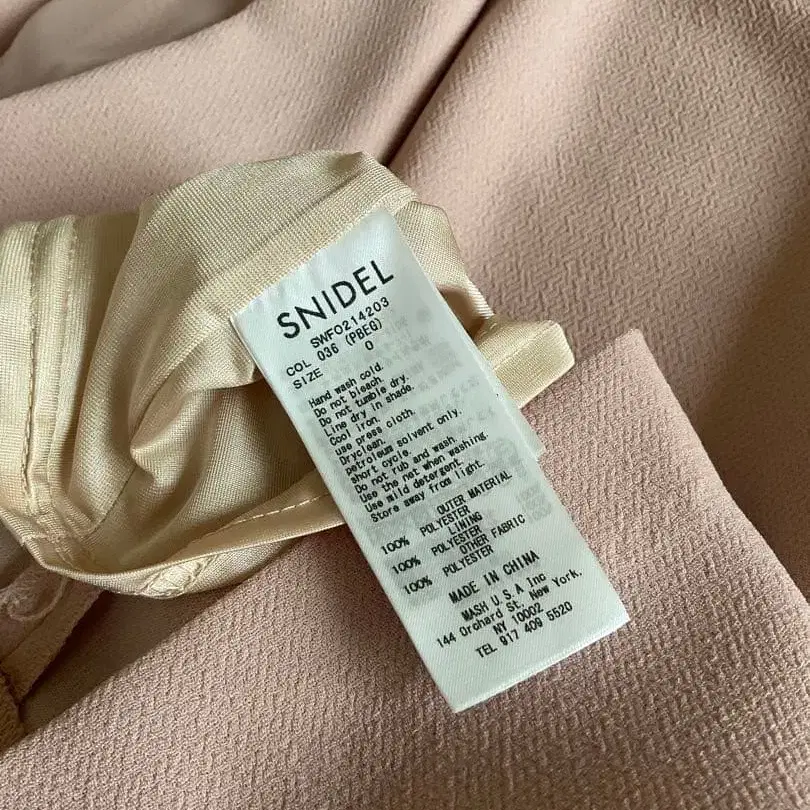 SNIDEL
SWFO214203
COL 036 (PBEG)
SIZE 0
Hand wash cold.
Do not bleach.
Do not tumble dry.
Line dry in shade.
Cool iron.
use press cloth.
Dryclean.
petroleum solvent only.
short cycle.
Do not rub and wash.
Use the net when washing.
Use mild detergent.
Store away from light.
OUTER MATERIAL
100% POLYESTER
LINING
100% POLYESTER
OTHER FABRIC
100% POLYESTER
MADE IN CHINA
MASH U.S.A Inc
144 Orchard St. New York,
NY 10002
TEL 917 409 5520